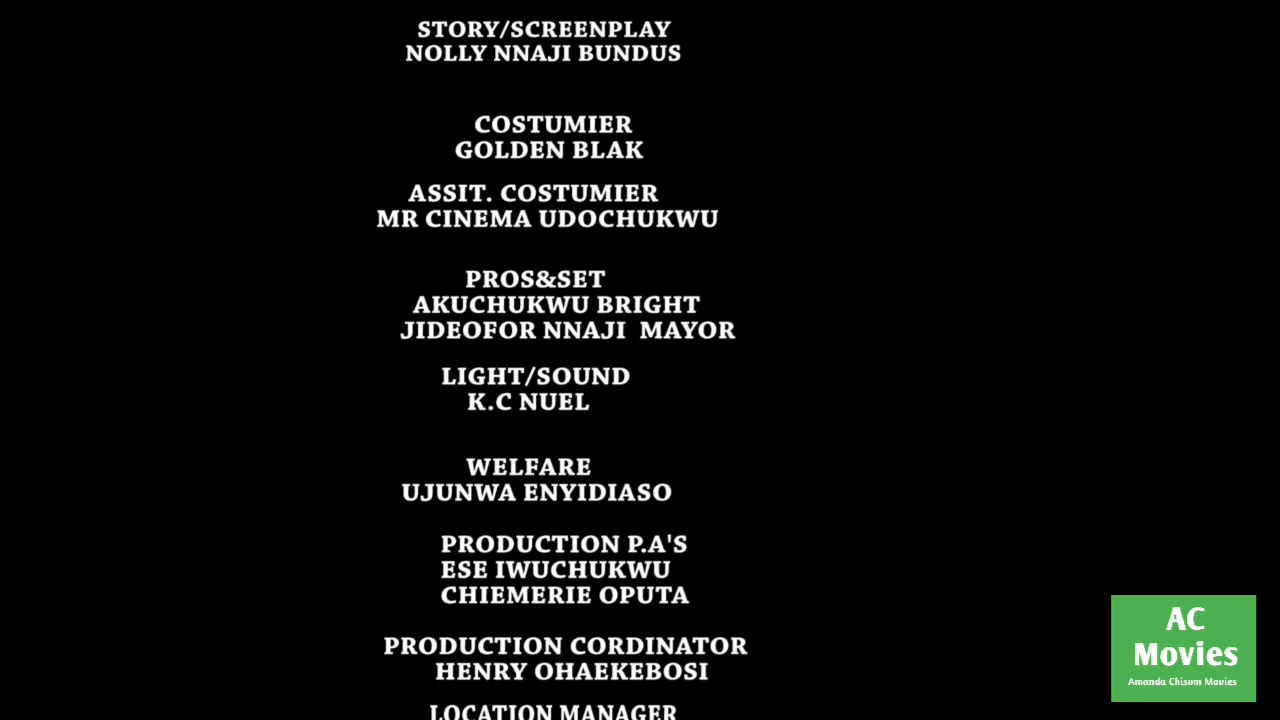 STORY/SCREENPLAY
NOLLY NNAJI BUNDUS
COSTUMIER
GOLDEN BLAK
ASSIT. COSTUMIER
MR CINEMA UDOCHUKWU
PROS&SET
AKUCHUKWU BRIGHT
JIDEOFOR NNAJI  MAYOR
LIGHT/SOUND
K.C NUEL
WELFARE
UJUNWA ENYIDIASO
PRODUCTION P.A'S
ESE IWUCHUKWU
CHIEMERIE OPUTA
PRODUCTION CORDINATOR
HENRY OHAEKEBOSI
LOCATION MANAGER
AC
Movies
Amanda Chisom Movies